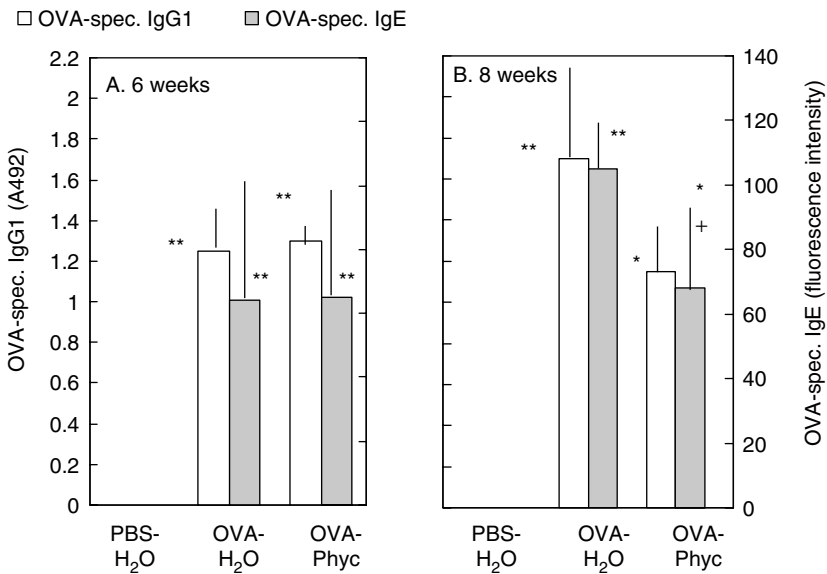 OVA-spec. IgG1
OVA-spec. IgE
OVA-spec. IgG1 (A492)
2.2
2
1.8
1.6
1.4
1.2
1
0.8
0.6
0.4
0.2
0
A. 6 weeks
**
**
**
**
PBS-
H₂O
OVA-
H₂O
OVA-
Phyc
B. 8 weeks
**
**
*
*
+
PBS-
H₂O
OVA-
H₂O
OVA-
Phyc
140
120
100
80
60
40
20
0
OVA-spec. IgE (fluorescence intensity)